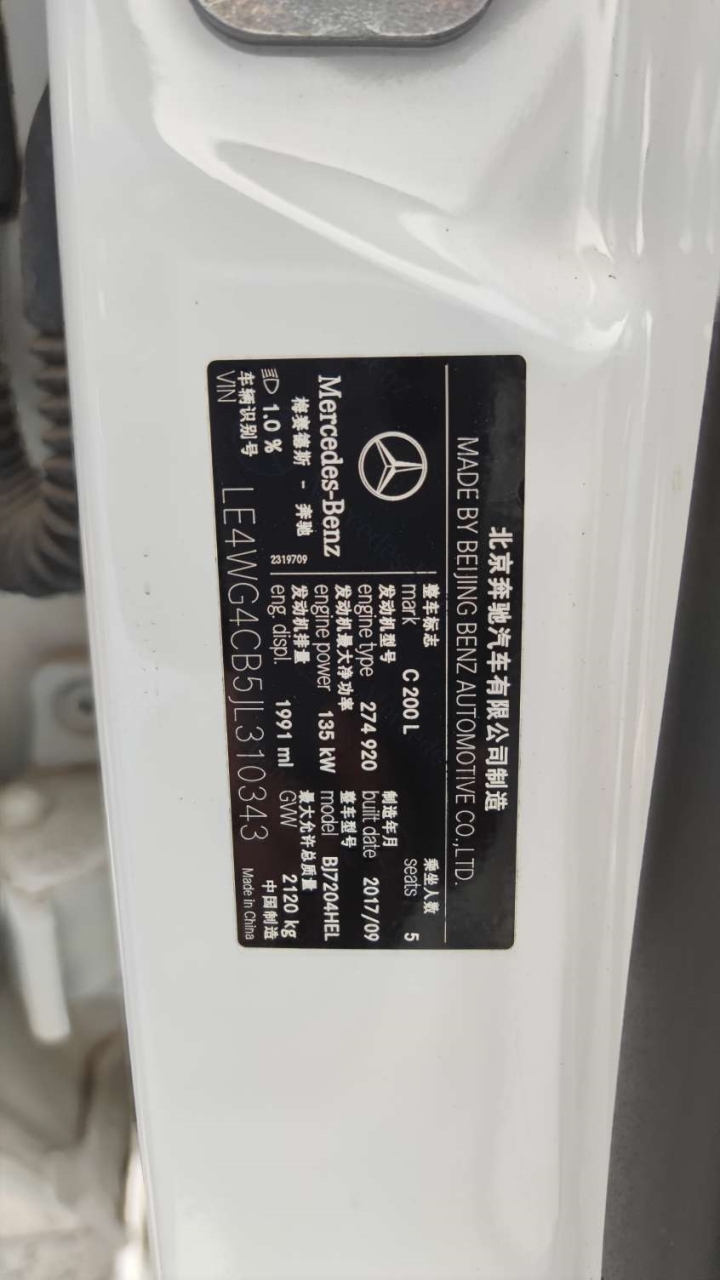 北京奔驰汽车有限公司制造
MADE BY BEIJING BENZ AUTOMOTIVE CO.,LTD.
Mercedes-Benz
梅赛德斯 - 奔驰
1.0 %
2319709
整车标志
mark C 200 L
乘坐人数
seats 5
发动机型号
engine type 274 920
制造年月
built date 2017/09
发动机最大净功率
engine power 135 kW
整车型号
model BJ7204HEL
发动机排量
eng. displ. 1991 ml
最大允许总质量
GVW 2120 kg
车辆识别号
VIN LE4WG4CB5JL310343
中国制造
Made in China